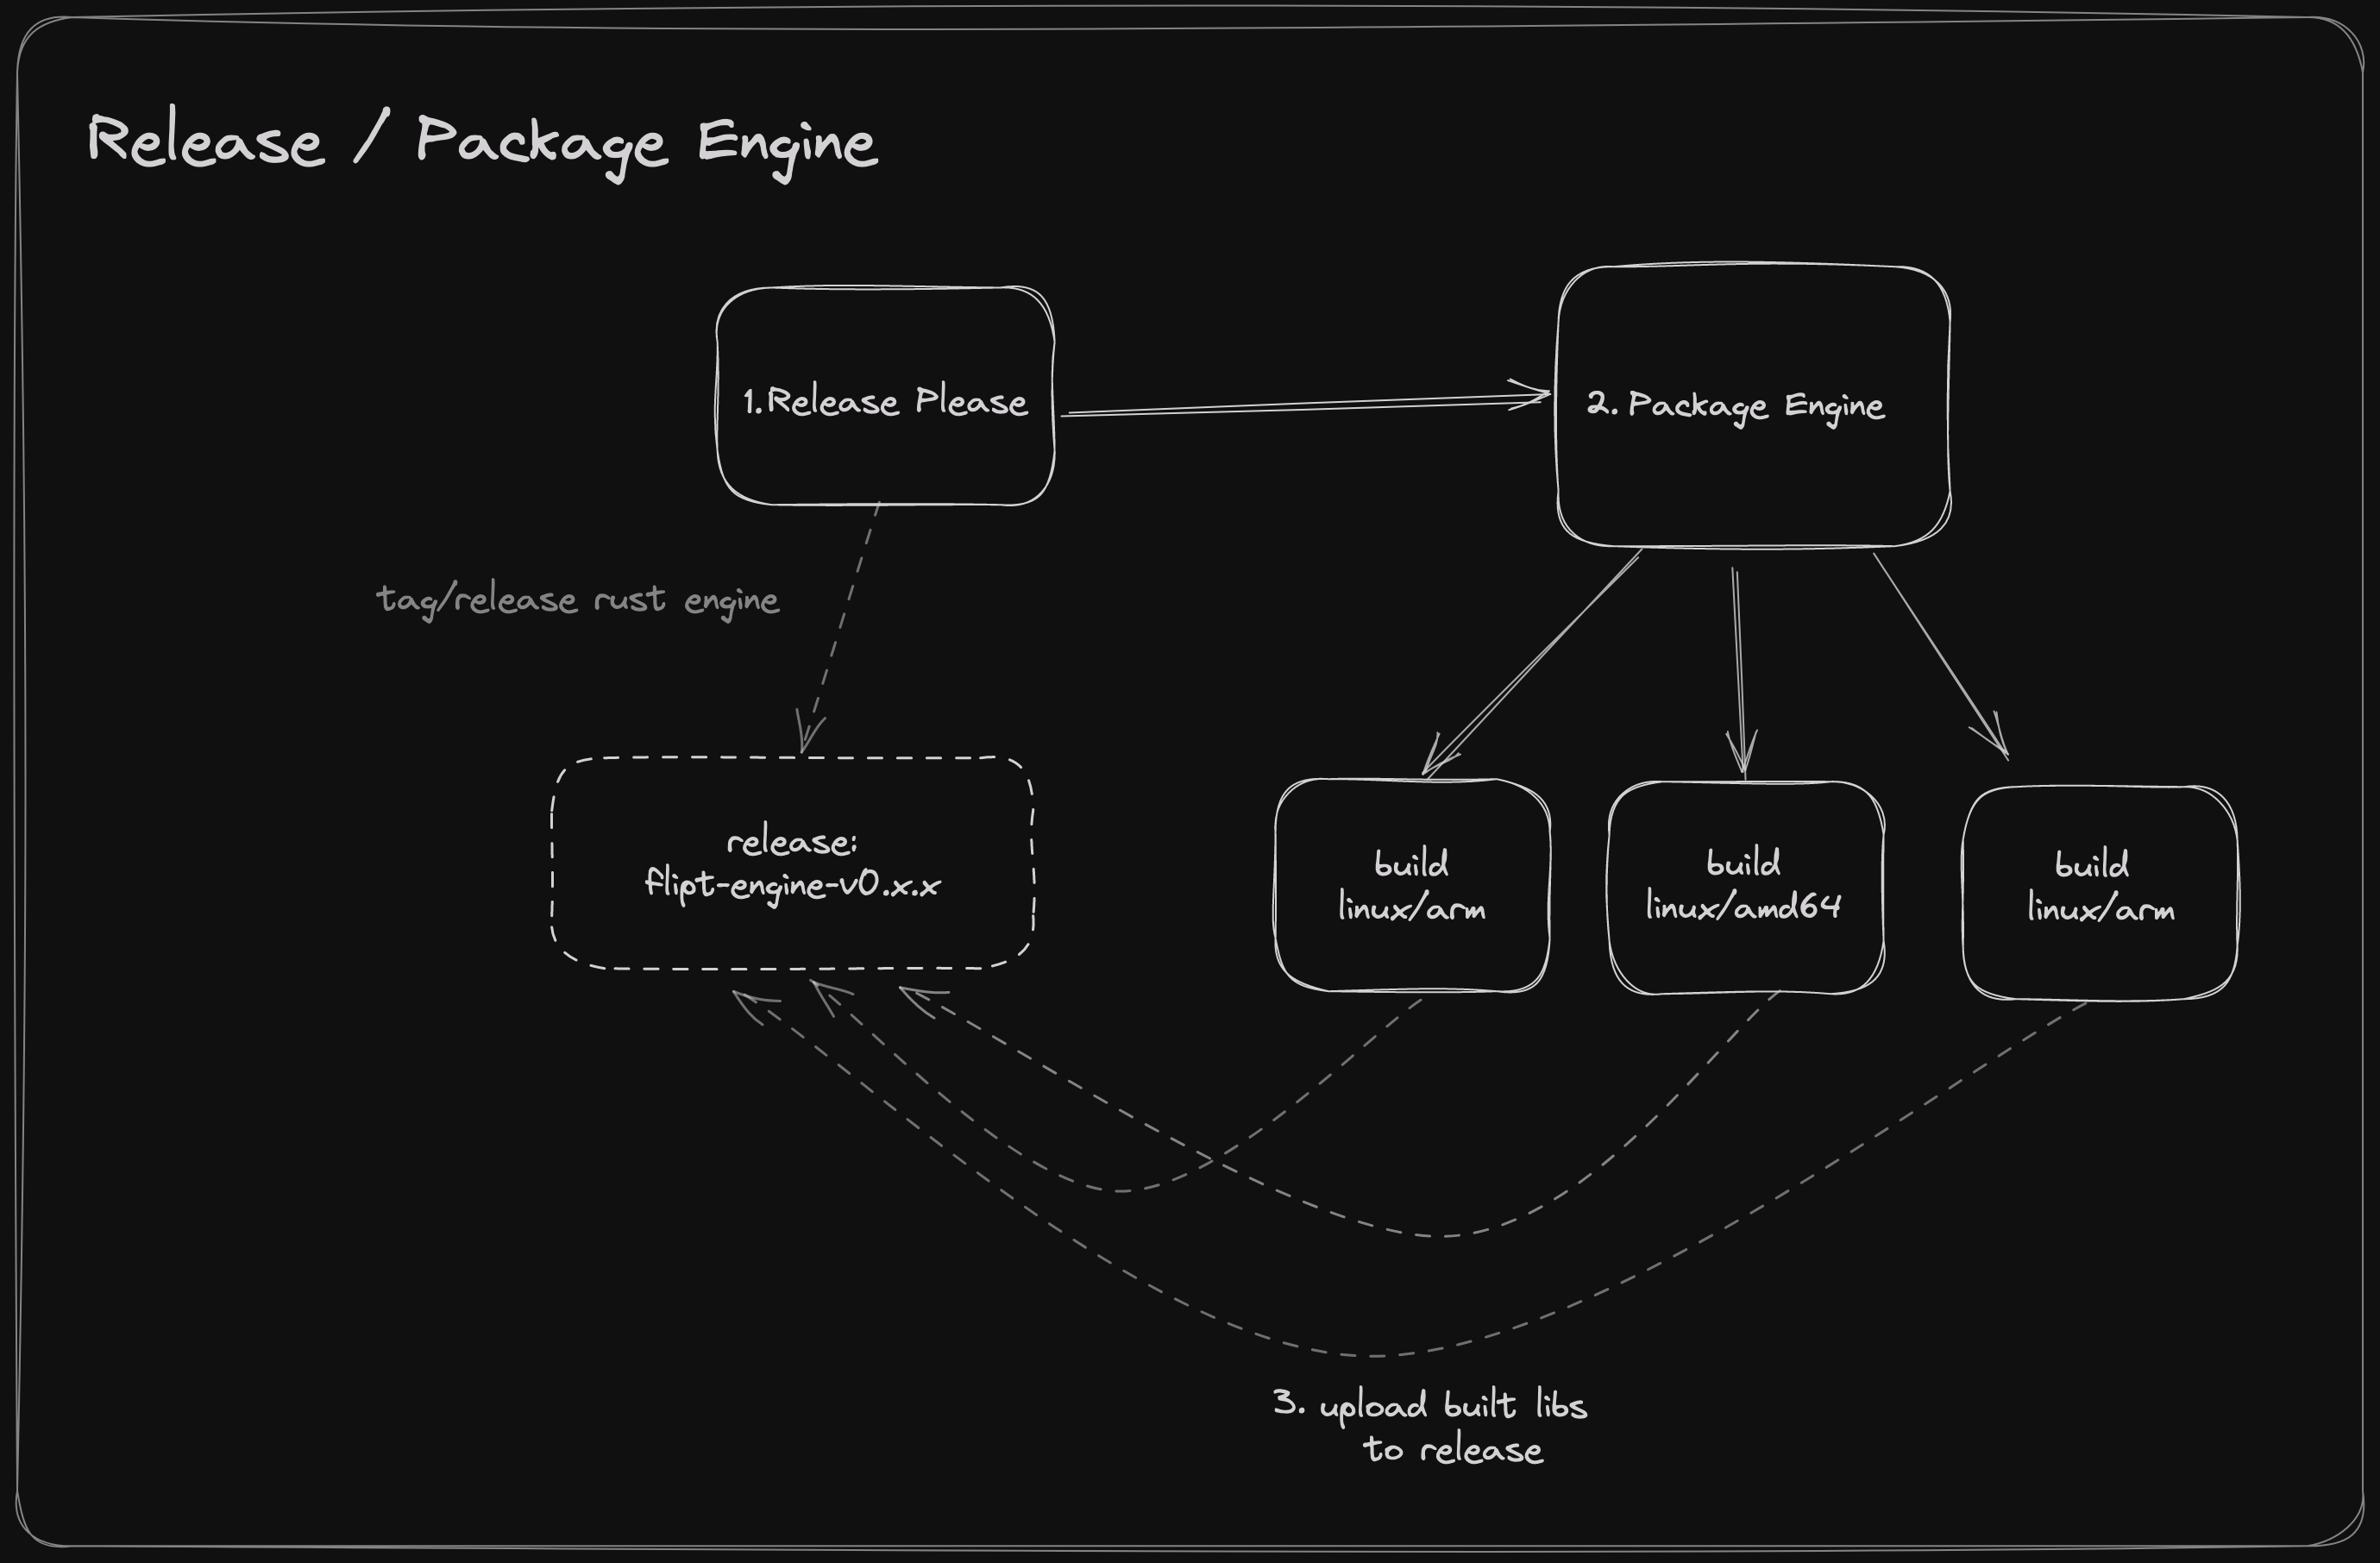 Release / Package Engine
1.Release Please
2. Package Engine
tag/release rust engine
release:
flipt-engine-v0.x.x
build
linux/arm
build
linux/amd64
build
linux/arm
3. upload built libs
to release